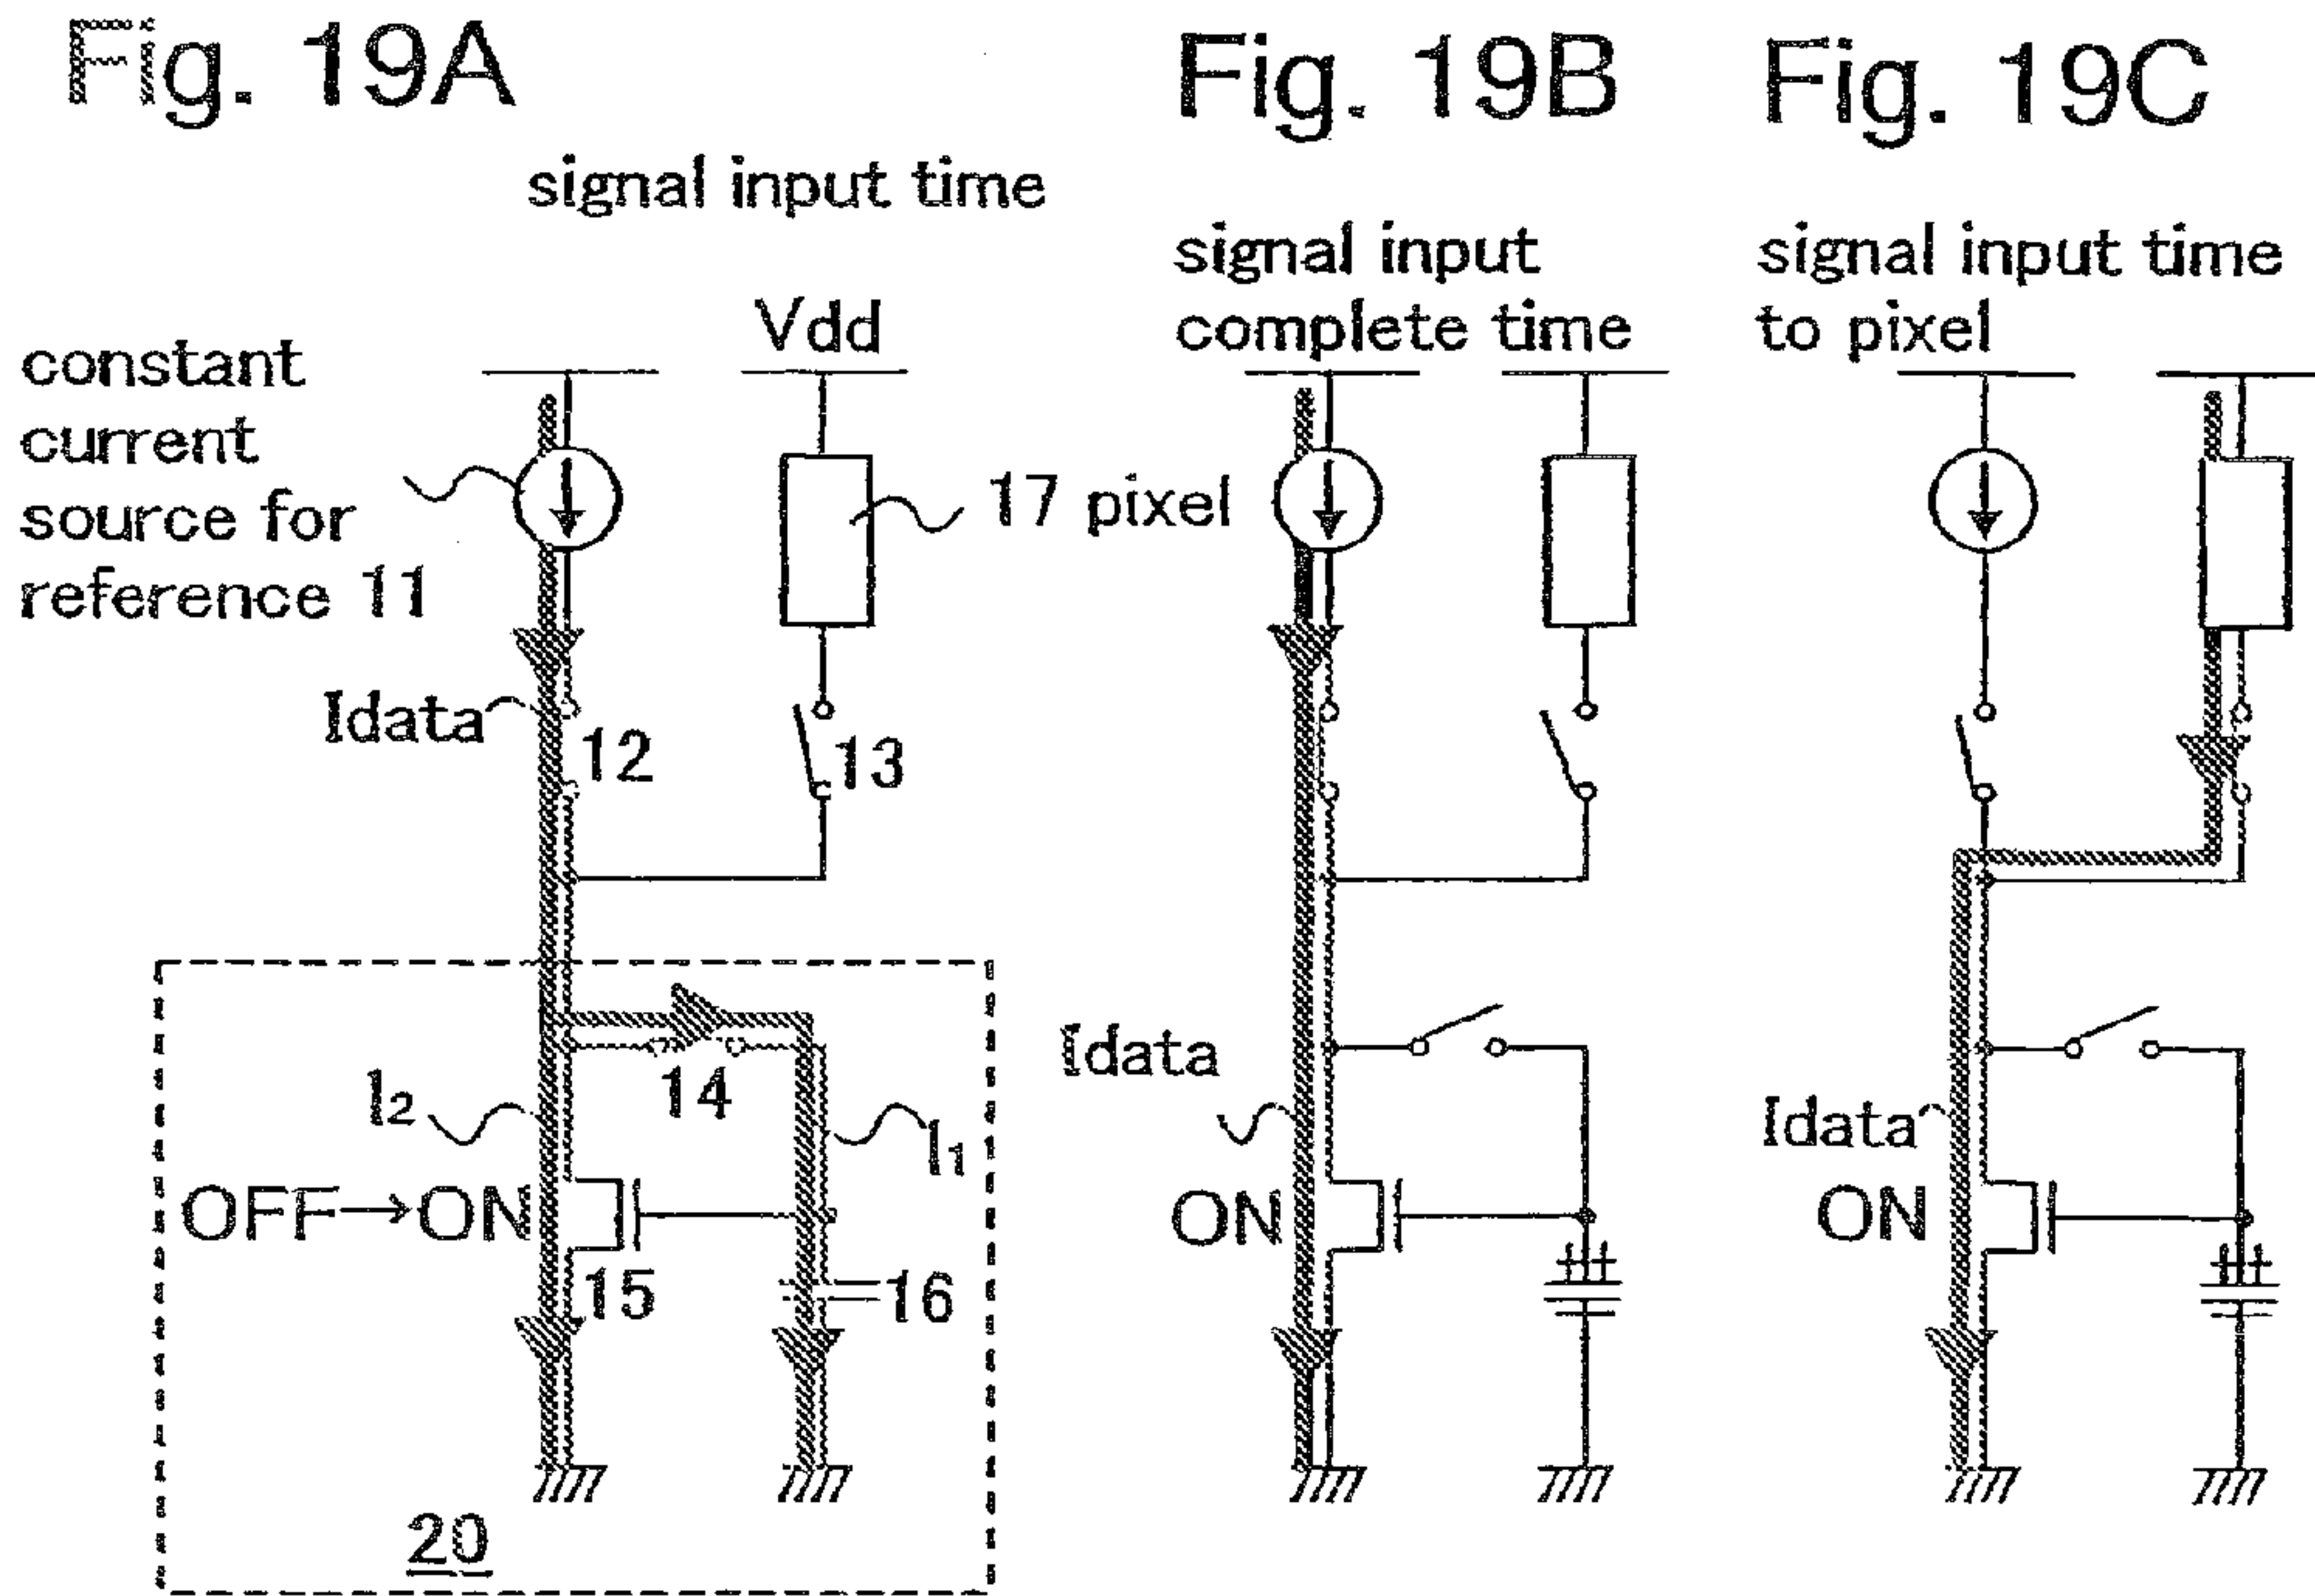 Fig. 19A
signal input time
constant
current
source for
reference 11
Vdd
17 pixel
Idata
12
13
14
I2
I1
OFF→ON
15
16
20
Fig. 19B
signal input
complete time
Idata
ON
Fig. 19C
signal input time
to pixel
Idata
ON